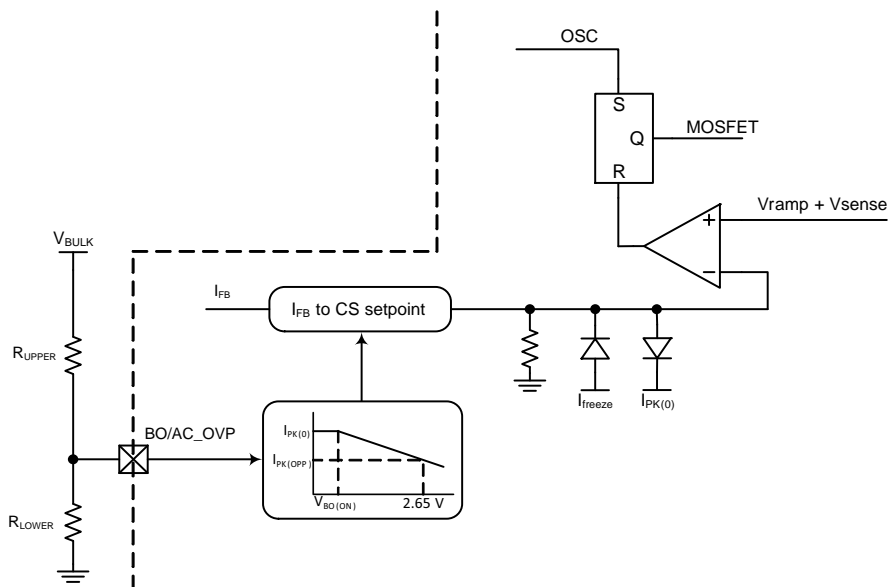 OSC
S
Q
MOSFET
R
Vramp + Vsense
+
−
V_BULK
I_FB
I_FB to CS setpoint
R_UPPER
I_freeze
I_PK(0)
BO/AC_OVP
I_PK(0)
I_PK(OPP)
V_BO(ON)
2.65 V
R_LOWER